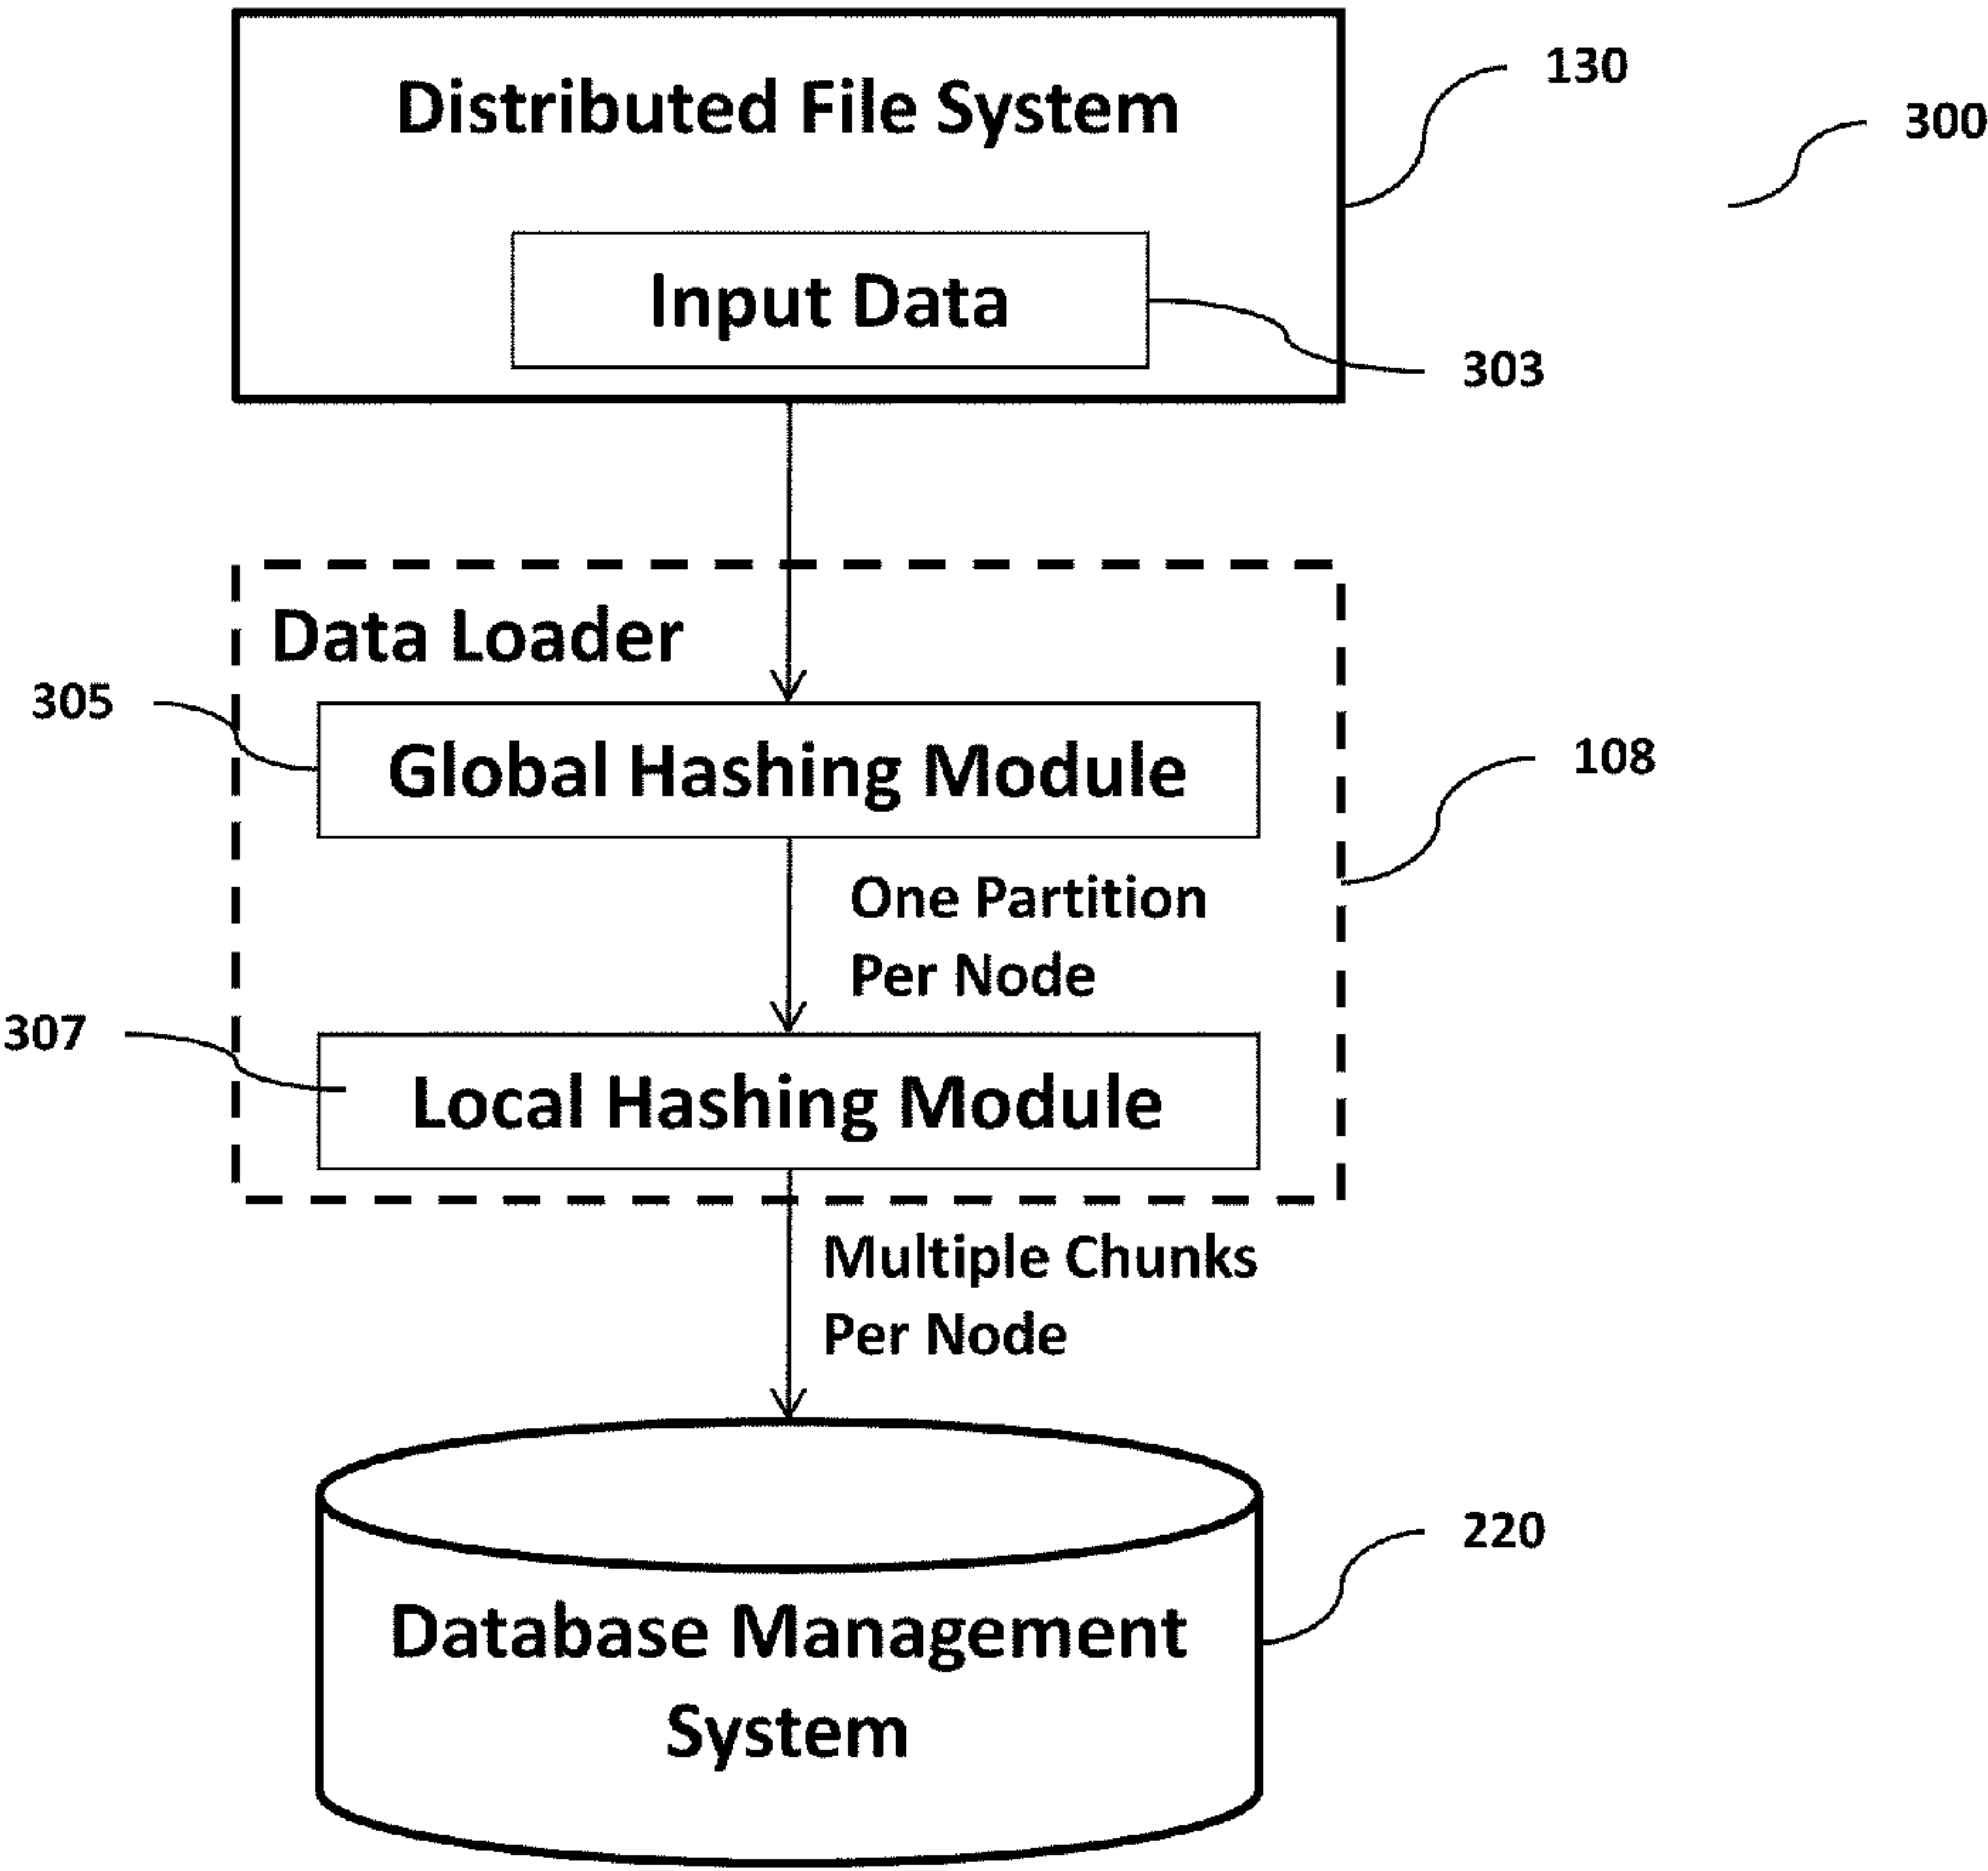 Distributed File System
130
300
Input Data
303
Data Loader
305
Global Hashing Module
108
One Partition
Per Node
307
Local Hashing Module
Multiple Chunks
Per Node
220
Database Management
System